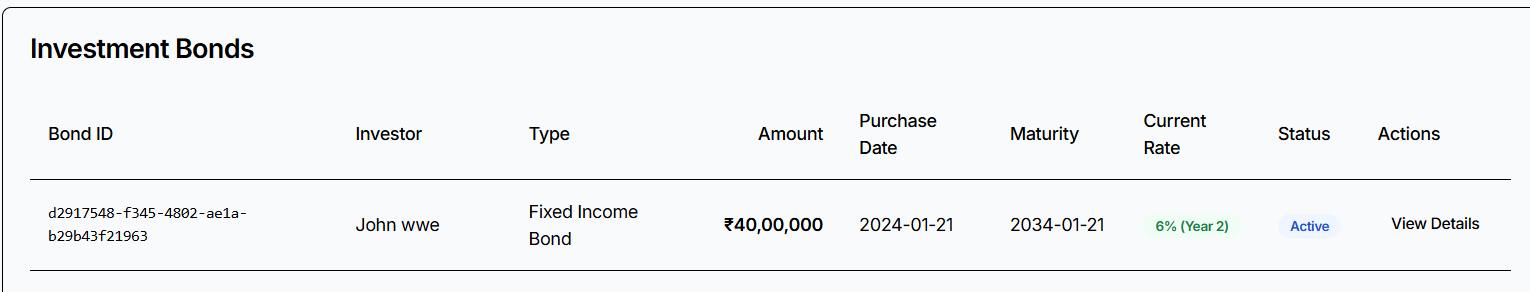 Investment Bonds
Bond ID
Investor
Type
Amount
Purchase
Date
Maturity
Current
Rate
Status
Actions
d2917548-f345-4802-ae1a-
b29b43f21963
John wwe
Fixed Income
Bond
₹40,00,000
2024-01-21
2034-01-21
6% (Year 2)
Active
View Details